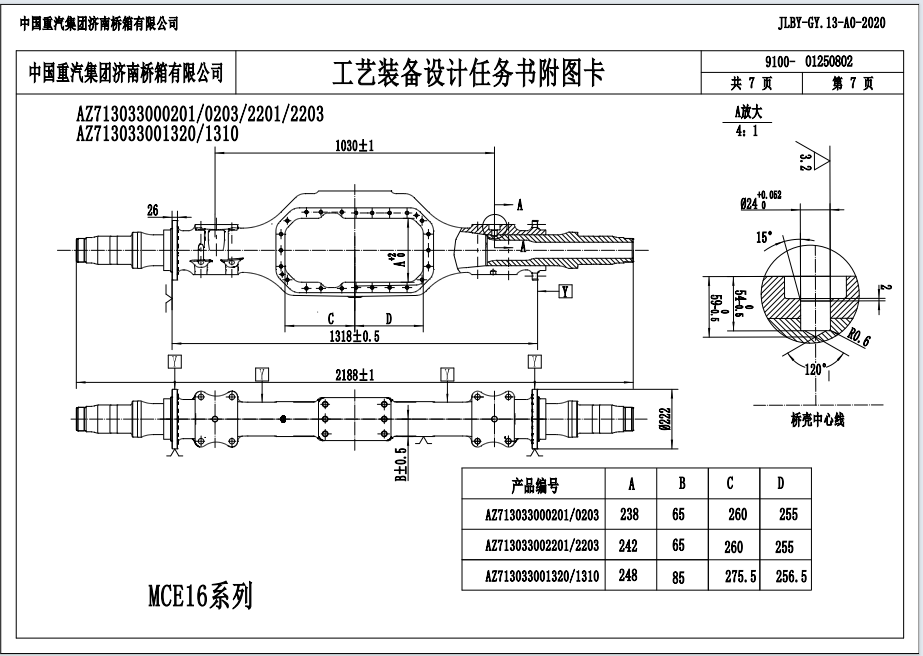 中国重汽集团济南桥箱有限公司
JLBY-GY.13-A0-2020
中国重汽集团济南桥箱有限公司
工艺装备设计任务书附图卡
9100- 01250802
共 7 页
第 7 页
AZ713033000201/0203/2201/2203
AZ713033001320/1310
A放大
4:1
1030±1
3.2
A
Ø24 +0.052 0
26
15°
A
A +2 0
2
Y
59 0 -0.5
54 0 -0.5
C
D
1318±0.5
R0.6
120°
Y
Y
Y
Y
2188±1
Ø222
桥壳中心线
B±0.5
产品编号 A B C D
AZ713033000201/0203 238 65 260 255
AZ713033002201/2203 242 65 260 255
AZ713033001320/1310 248 85 275.5 256.5
MCE16系列